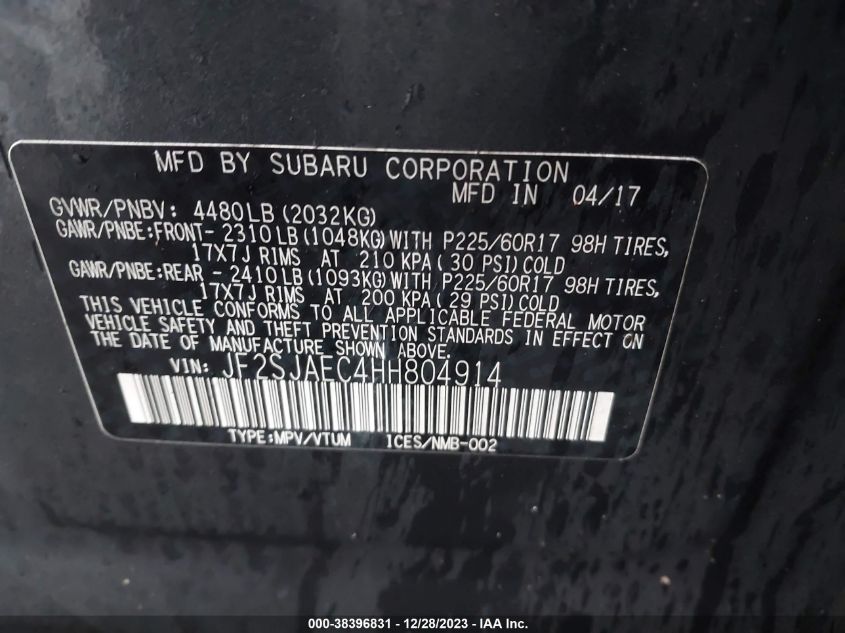 MFD BY SUBARU CORPORATION
MFD IN 04/17
GVWR/PNBV: 4480LB(2032KG)
GAWR/PNBE:FRONT- 2310LB(1048KG)WITH P225/60R17 98H TIRES,
17X7J RIMS AT 210 KPA( 30 PSI)COLD
GAWR/PNBE:REAR - 2410LB(1093KG)WITH P225/60R17 98H TIRES,
17X7J RIMS AT 200 KPA( 29 PSI)COLD
THIS VEHICLE CONFORMS TO ALL APPLICABLE FEDERAL MOTOR
VEHICLE SAFETY AND THEFT PREVENTION STANDARDS IN EFFECT ON
THE DATE OF MANUFACTURE SHOWN ABOVE.
VIN: JF2SJAEC4HH804914
TYPE:MPV/VTUM ICES/NMB-002
000-38396831 - 12/28/2023 - IAA Inc.